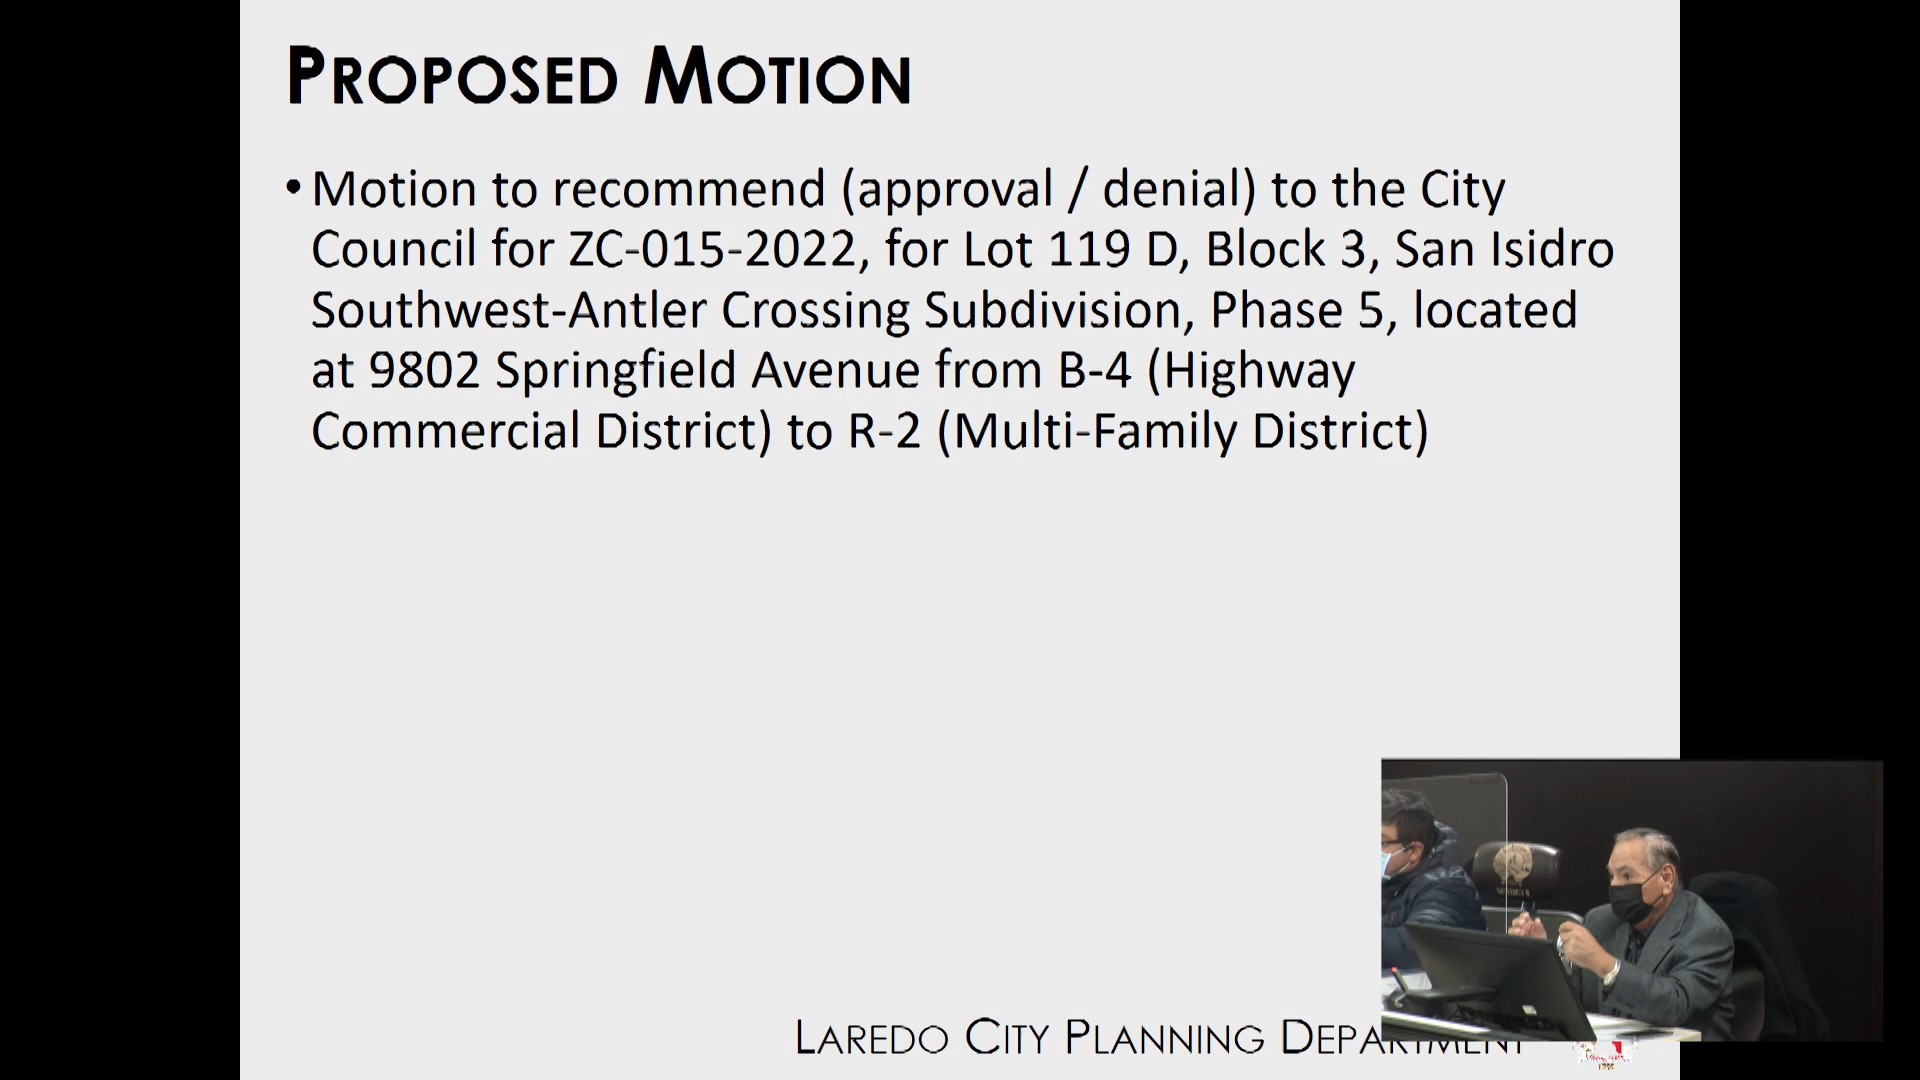 PROPOSED MOTION
• Motion to recommend (approval / denial) to the City
Council for ZC-015-2022, for Lot 119 D, Block 3, San Isidro
Southwest-Antler Crossing Subdivision, Phase 5, located
at 9802 Springfield Avenue from B-4 (Highway
Commercial District) to R-2 (Multi-Family District)
LAREDO CITY PLANNING DEPARTMENT